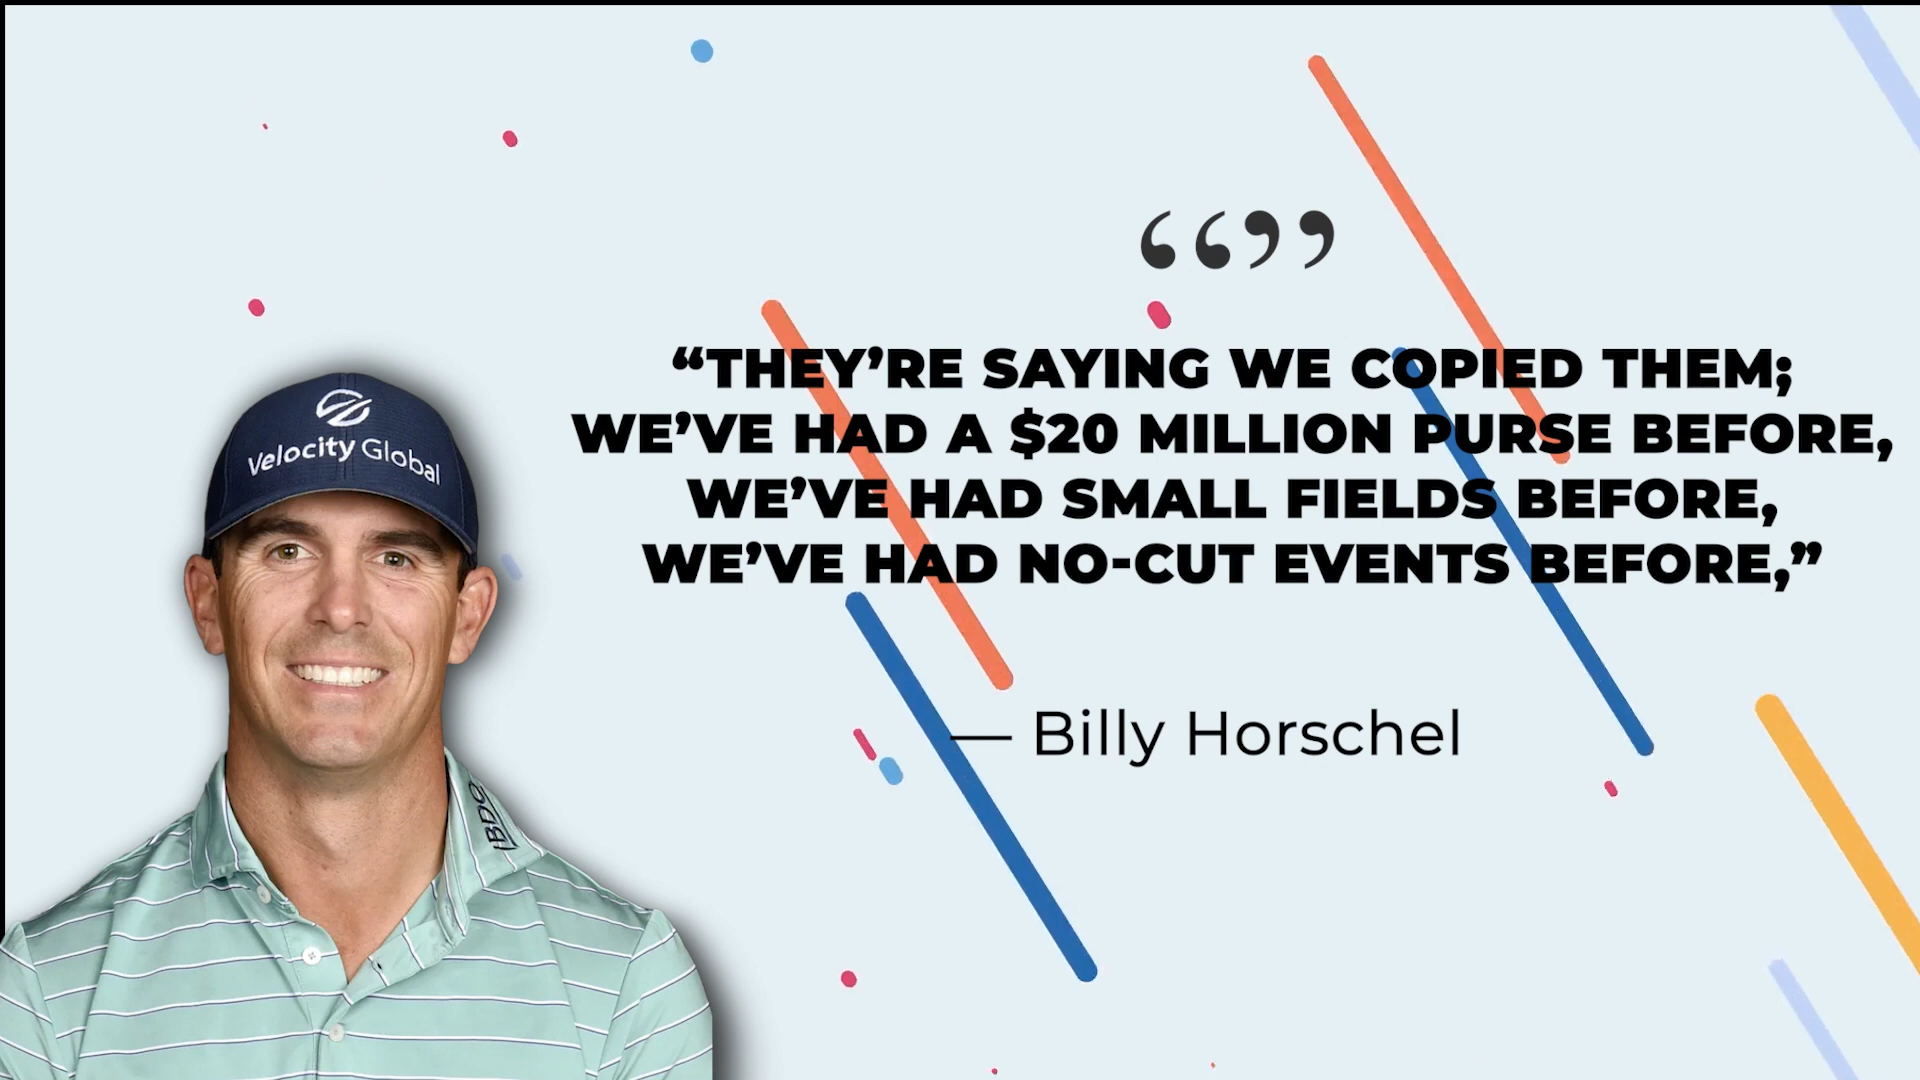 “”
“THEY’RE SAYING WE COPIED THEM;
WE’VE HAD A $20 MILLION PURSE BEFORE,
WE’VE HAD SMALL FIELDS BEFORE,
WE’VE HAD NO-CUT EVENTS BEFORE,”
— Billy Horschel
Velocity Global
BDO